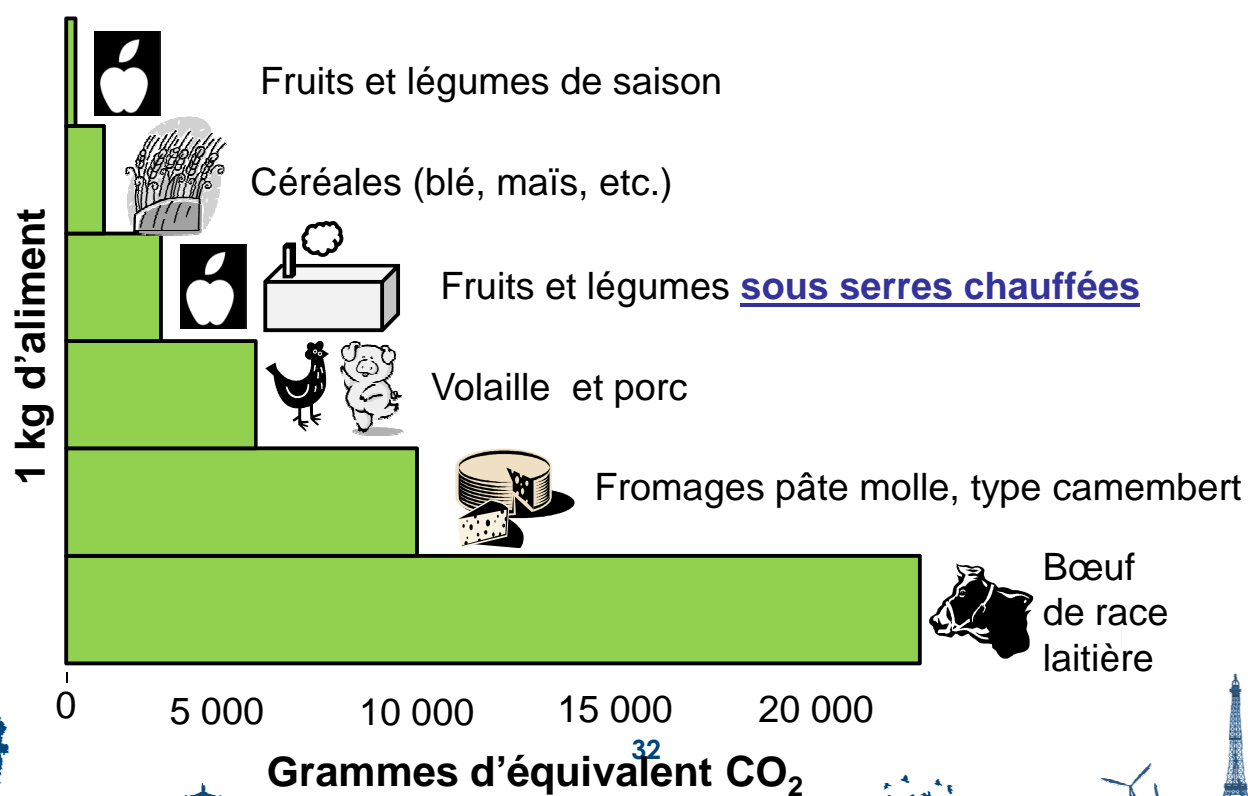 Fruits et légumes de saison
Céréales (blé, maïs, etc.)
Fruits et légumes sous serres chauffées
Volaille et porc
Fromages pâte molle, type camembert
Bœuf
de race
laitière
1 kg d’aliment
0 5 000 10 000 15 000 20 000
32
Grammes d’équivalent CO₂